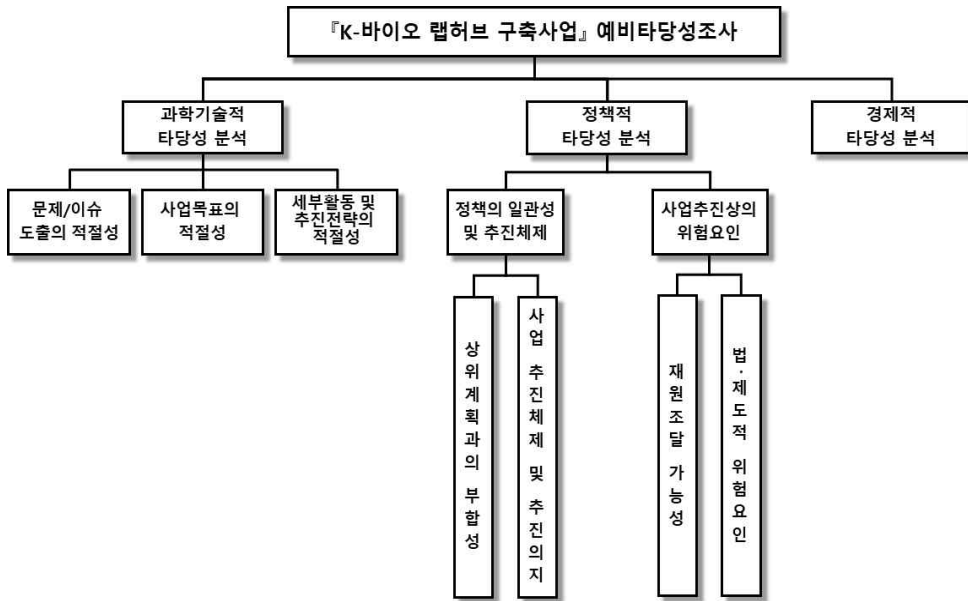 『K-바이오 랩허브 구축사업』 예비타당성조사
과학기술적
타당성 분석
정책적
타당성 분석
경제적
타당성 분석
문제/이슈
도출의 적절성
사업목표의
적절성
세부활동 및
추진전략의
적절성
정책의 일관성
및 추진체제
사업추진상의
위험요인
상위계획과의 부합성
사업 추진체제 및 추진의지
재원조달 가능성
법·제도적 위험요인